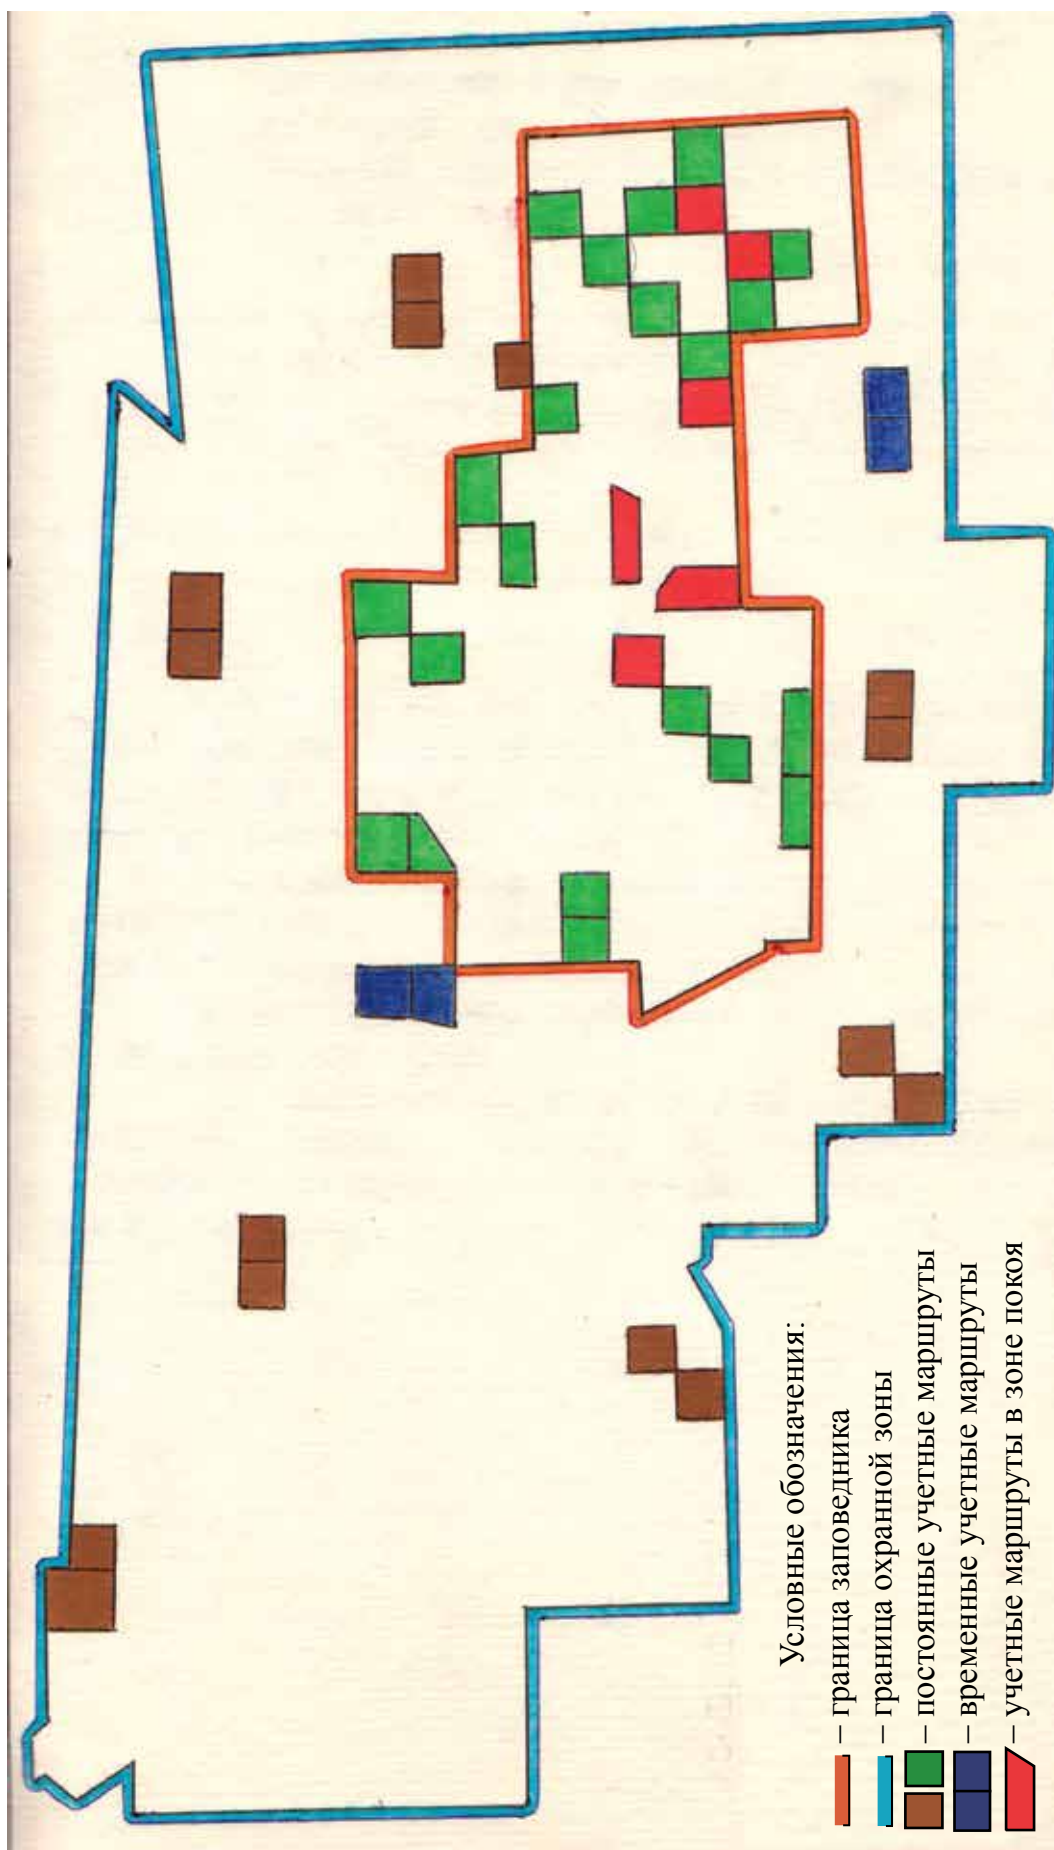 Условные обозначения:
– граница заповедника
– граница охранной зоны
– постоянные учетные маршруты
– временные учетные маршруты
– учетные маршруты в зоне покоя